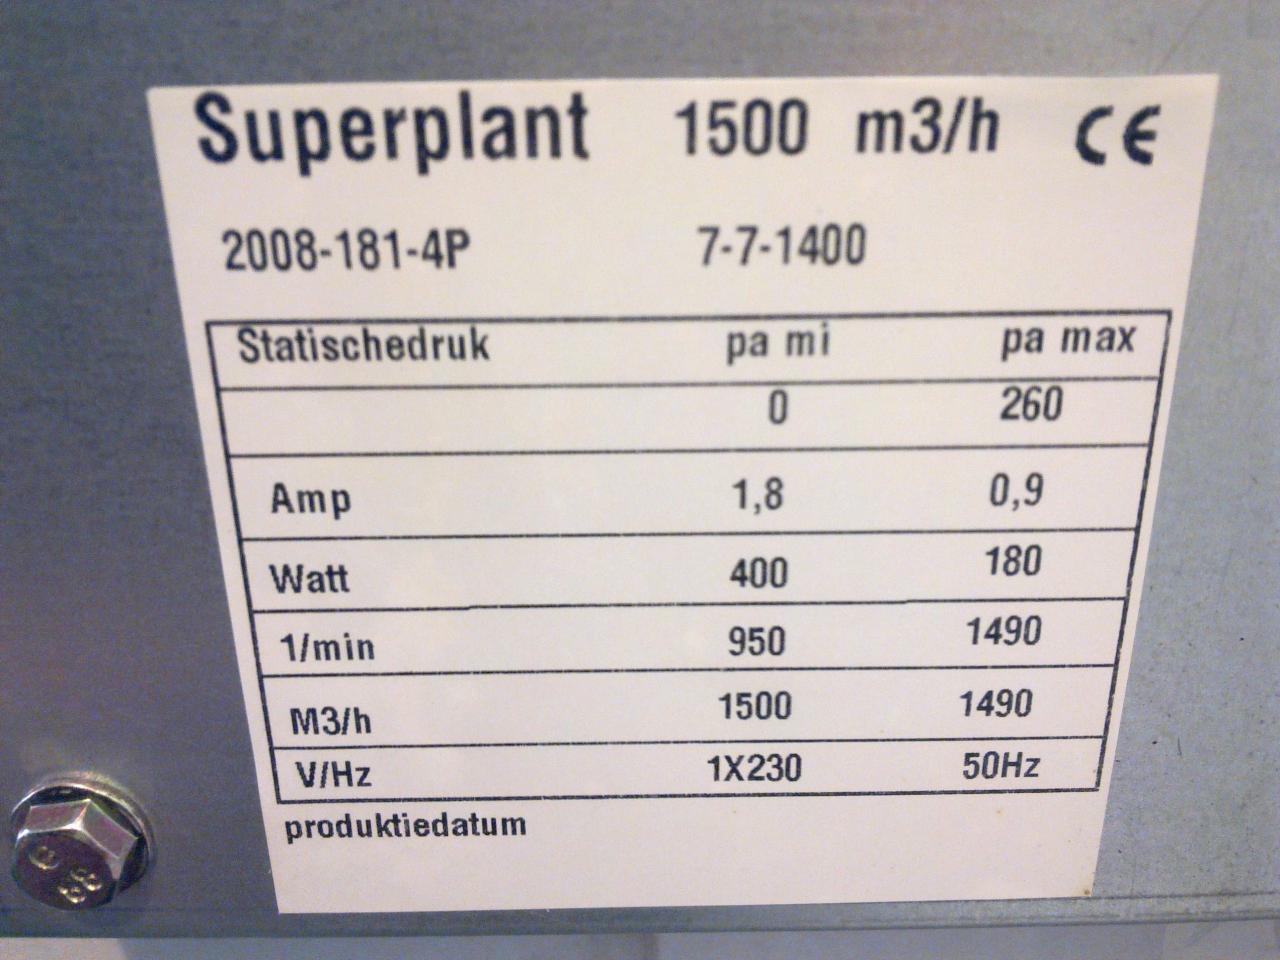 Superplant 1500 m3/h CE
2008-181-4P 7-7-1400
Statischedruk pa mi pa max
0 260
Amp 1,8 0,9
Watt 400 180
1/min 950 1490
M3/h 1500 1490
V/Hz 1X230 50Hz
produktiedatum